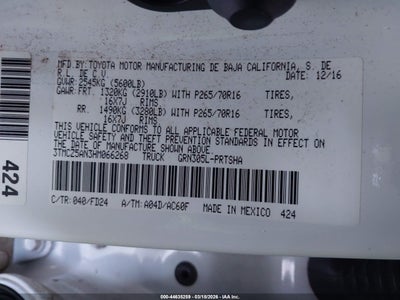 MFD.BY:TOYOTA MOTOR MANUFACTURING DE BAJA CALIFORNIA, S. DE
R.L. DE C.V. DATE: 12/16
GVWR: 2545KG (5600LB)
GAWR:FRT. 1320KG (2910LB) WITH P265/70R16 TIRES,
16X7J RIMS
RR. 1490KG (3280LB) WITH P265/70R16 TIRES,
16X7J RIMS
THIS VEHICLE CONFORMS TO ALL APPLICABLE FEDERAL MOTOR
VEHICLE SAFETY AND THEFT PREVENTION STANDARDS IN EFFECT
ON THE DATE OF MANUFACTURE SHOWN ABOVE.
3TMCZ5AN3HM066268 TRUCK GRN305L-PRTSHA
C/TR: 040/FD24 A/TM: A04D/AC60F MADE IN MEXICO 424
424
000-44635259 - 03/18/2026 - © IAA, LLC